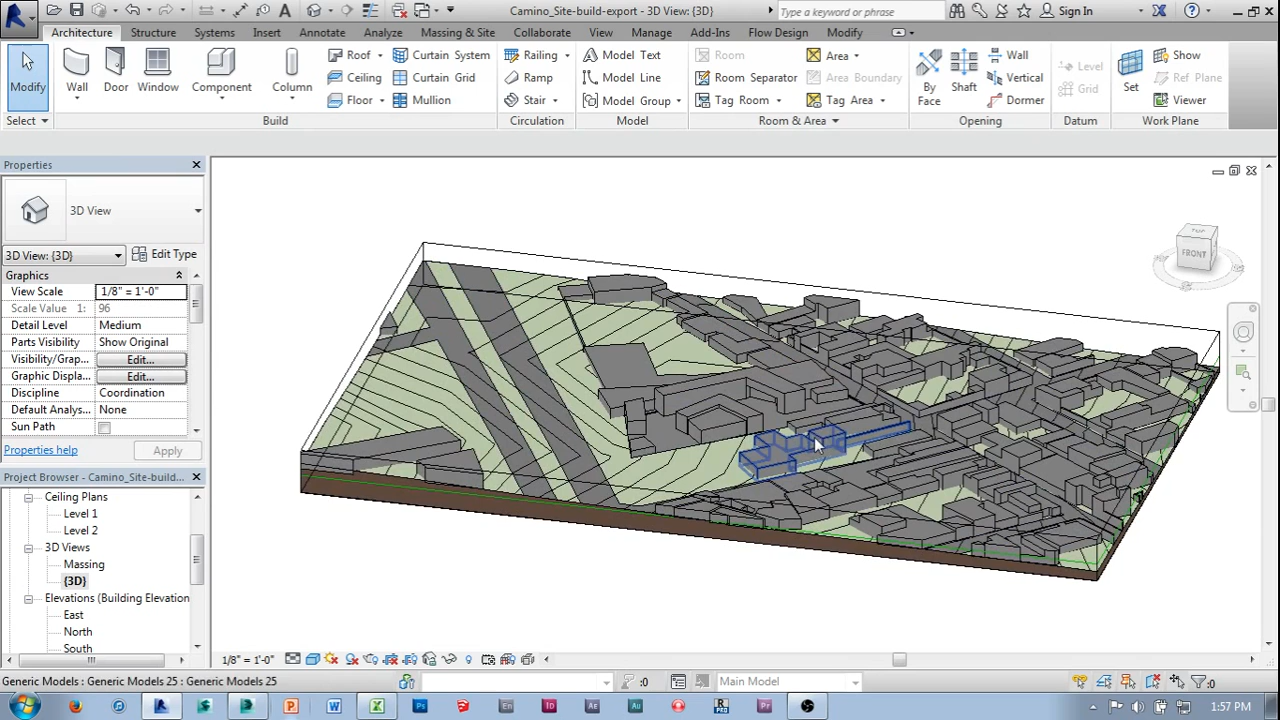 Camino_Site-build-export - 3D View: {3D}
Type a keyword or phrase
Sign In
Architecture Structure Systems Insert Annotate Analyze Massing & Site Collaborate View Manage Add-Ins Flow Design Modify
Modify
Wall
Door
Window
Component
Column
Roof
Ceiling
Floor
Curtain System
Curtain Grid
Mullion
Railing
Ramp
Stair
Model Text
Model Line
Model Group
Room
Room Separator
Tag Room
Area
Area Boundary
Tag Area
By
Face
Shaft
Wall
Vertical
Dormer
Level
Grid
Set
Show
Ref Plane
Viewer
Select
Build
Circulation
Model
Room & Area
Opening
Datum
Work Plane
Properties
3D View
3D View: {3D}
Edit Type
Graphics
View Scale 1/8" = 1'-0"
Scale Value 1: 96
Detail Level Medium
Parts Visibility Show Original
Visibility/Grap... Edit...
Graphic Displa... Edit...
Discipline Coordination
Default Analys... None
Sun Path
Properties help
Apply
Project Browser - Camino_Site-build...
Ceiling Plans
Level 1
Level 2
3D Views
Massing
{3D}
Elevations (Building Elevation
East
North
South
TOP
FRONT
1/8" = 1'-0"
Generic Models : Generic Models 25 : Generic Models 25
:0
Main Model
:0
1:57 PM